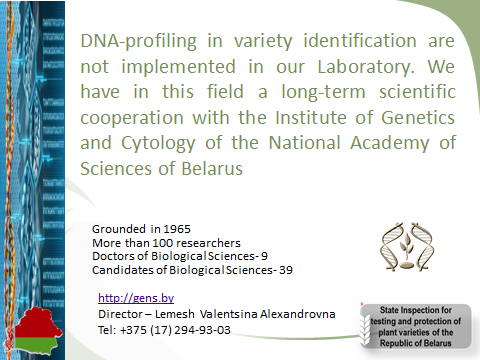 DNA-profiling in variety identification are
not implemented in our Laboratory. We
have in this field a long-term scientific
cooperation with the Institute of Genetics
and Cytology of the National Academy of
Sciences of Belarus
Grounded in 1965
More than 100 researchers
Doctors of Biological Sciences- 9
Candidates of Biological Sciences- 39
http://gens.by
Director – Lemesh Valentsina Alexandrovna
Tel: +375 (17) 294-93-03
State Inspection for
testing and protection of
plant varieties of the
Republic of Belarus